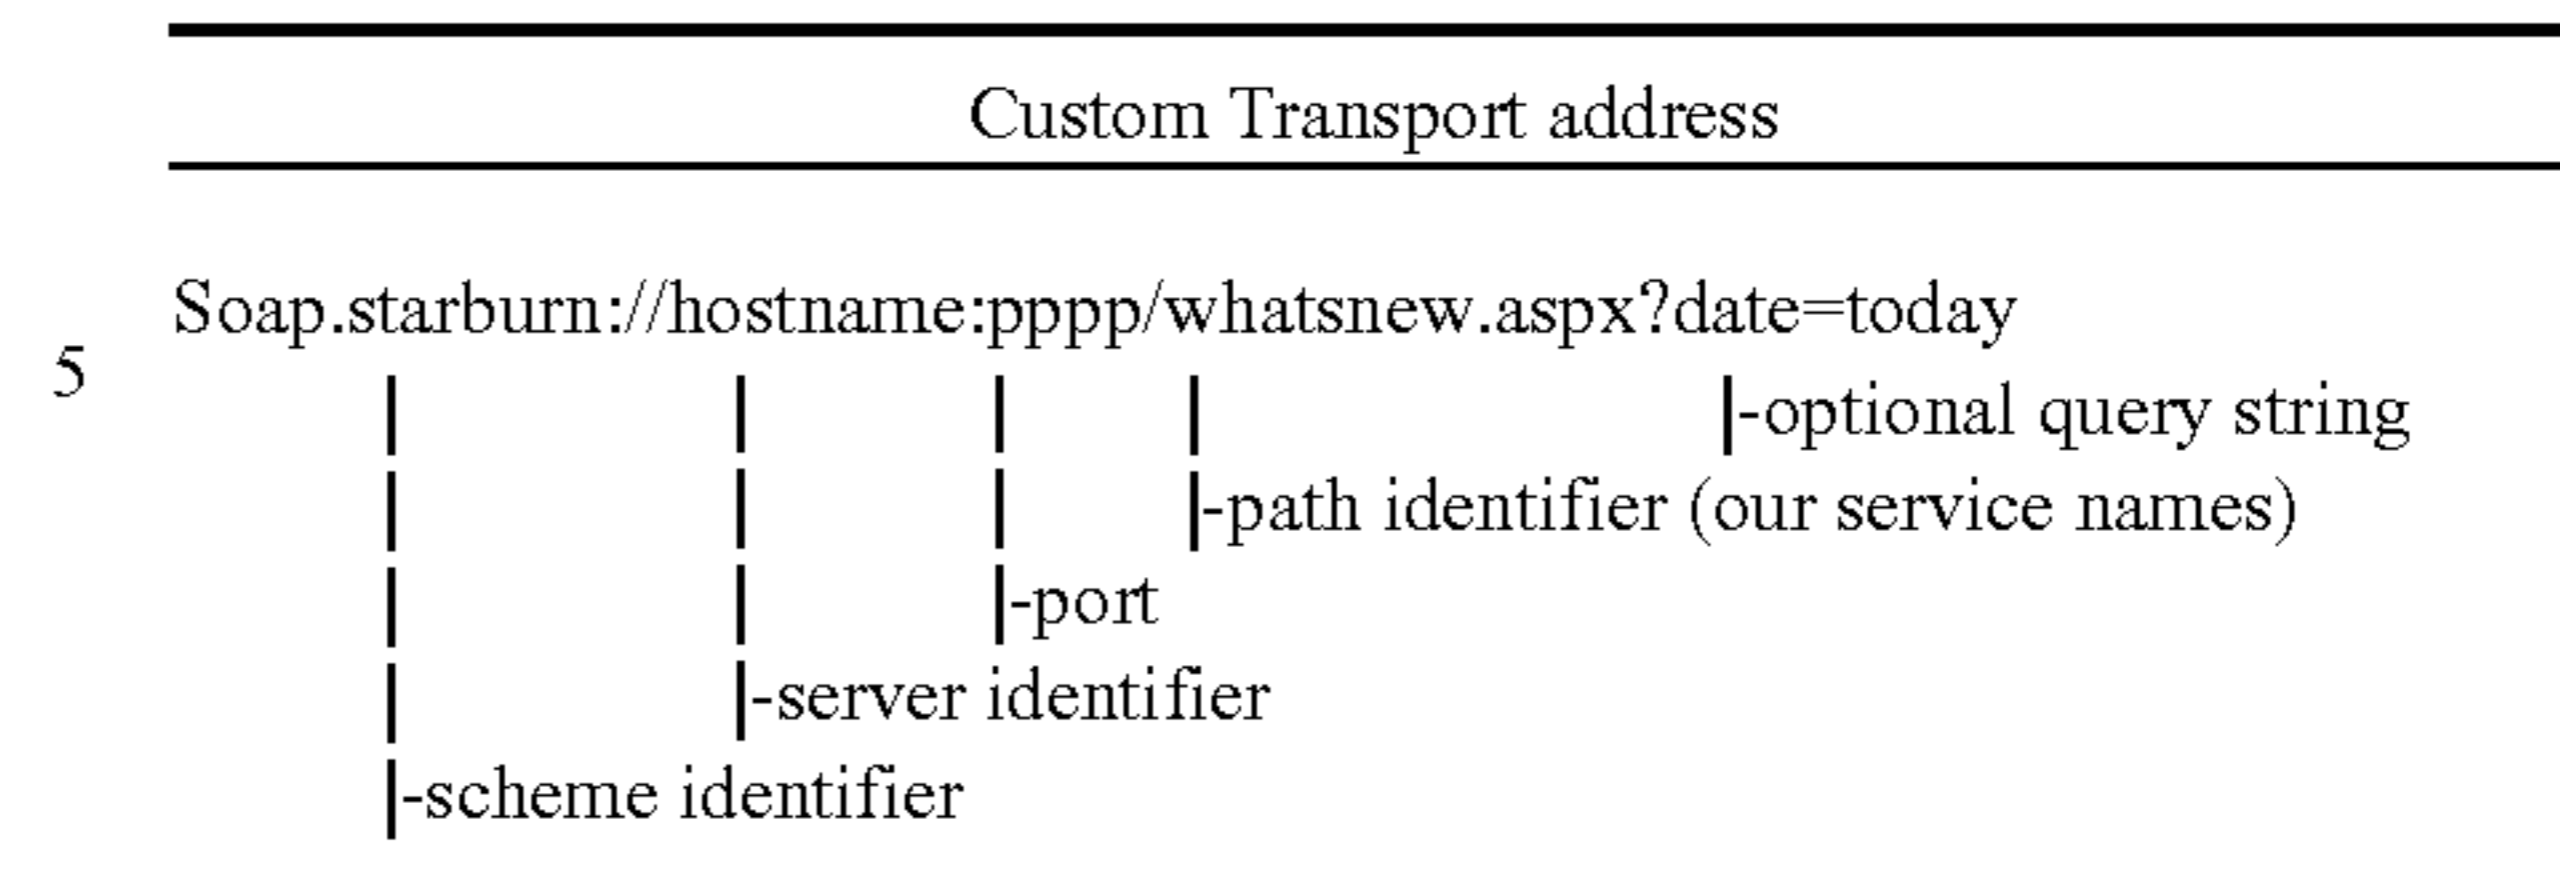 Custom Transport address
Soap.starburn://hostname:pppp/whatsnew.aspx?date=today
5
| | | | |-optional query string
| | | |-path identifier (our service names)
| | |-port
| |-server identifier
|-scheme identifier